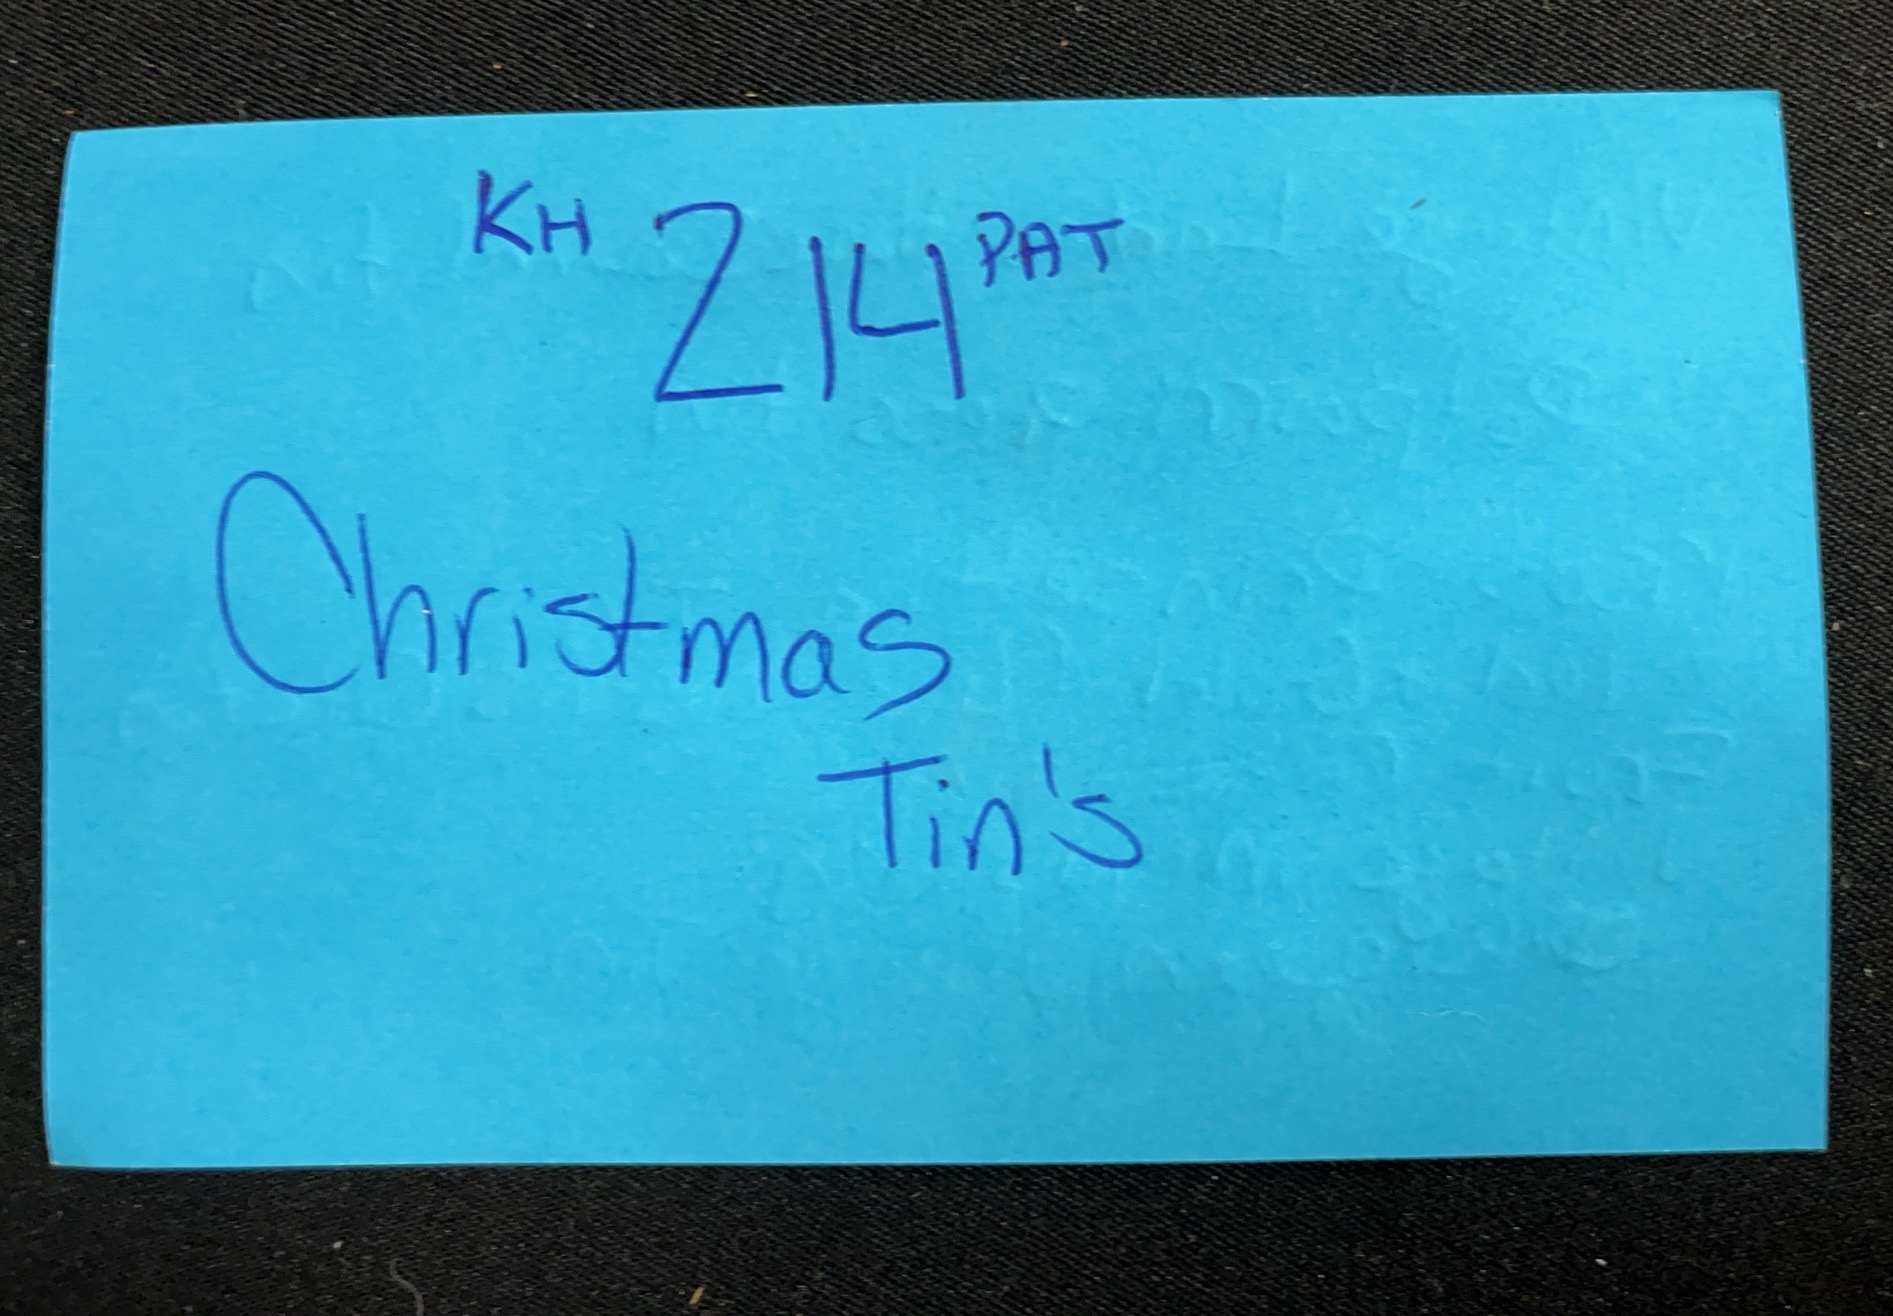 KH 214 PAT
Christmas
Tin's